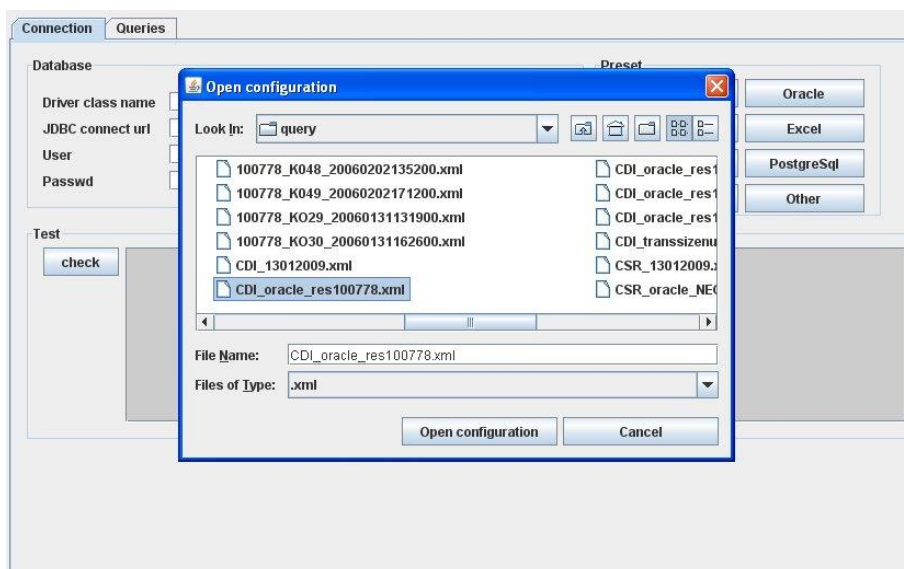 Connection Queries
Database
Preset
Open configuration
Driver class name
Oracle
JDBC connect url
Look In: query
Excel
User
PostgreSql
Passwd
Other
100778_K048_20060202135200.xml
CDI_oracle_res1
100778_K049_20060202171200.xml
CDI_oracle_res1
100778_KO29_20060131131900.xml
CDI_oracle_res1
100778_KO30_20060131162600.xml
CDI_transsizenu
Test
check
CDI_13012009.xml
CSR_13012009.x
CDI_oracle_res100778.xml
CSR_oracle_NEO
File Name: CDI_oracle_res100778.xml
Files of Type: .xml
Open configuration Cancel